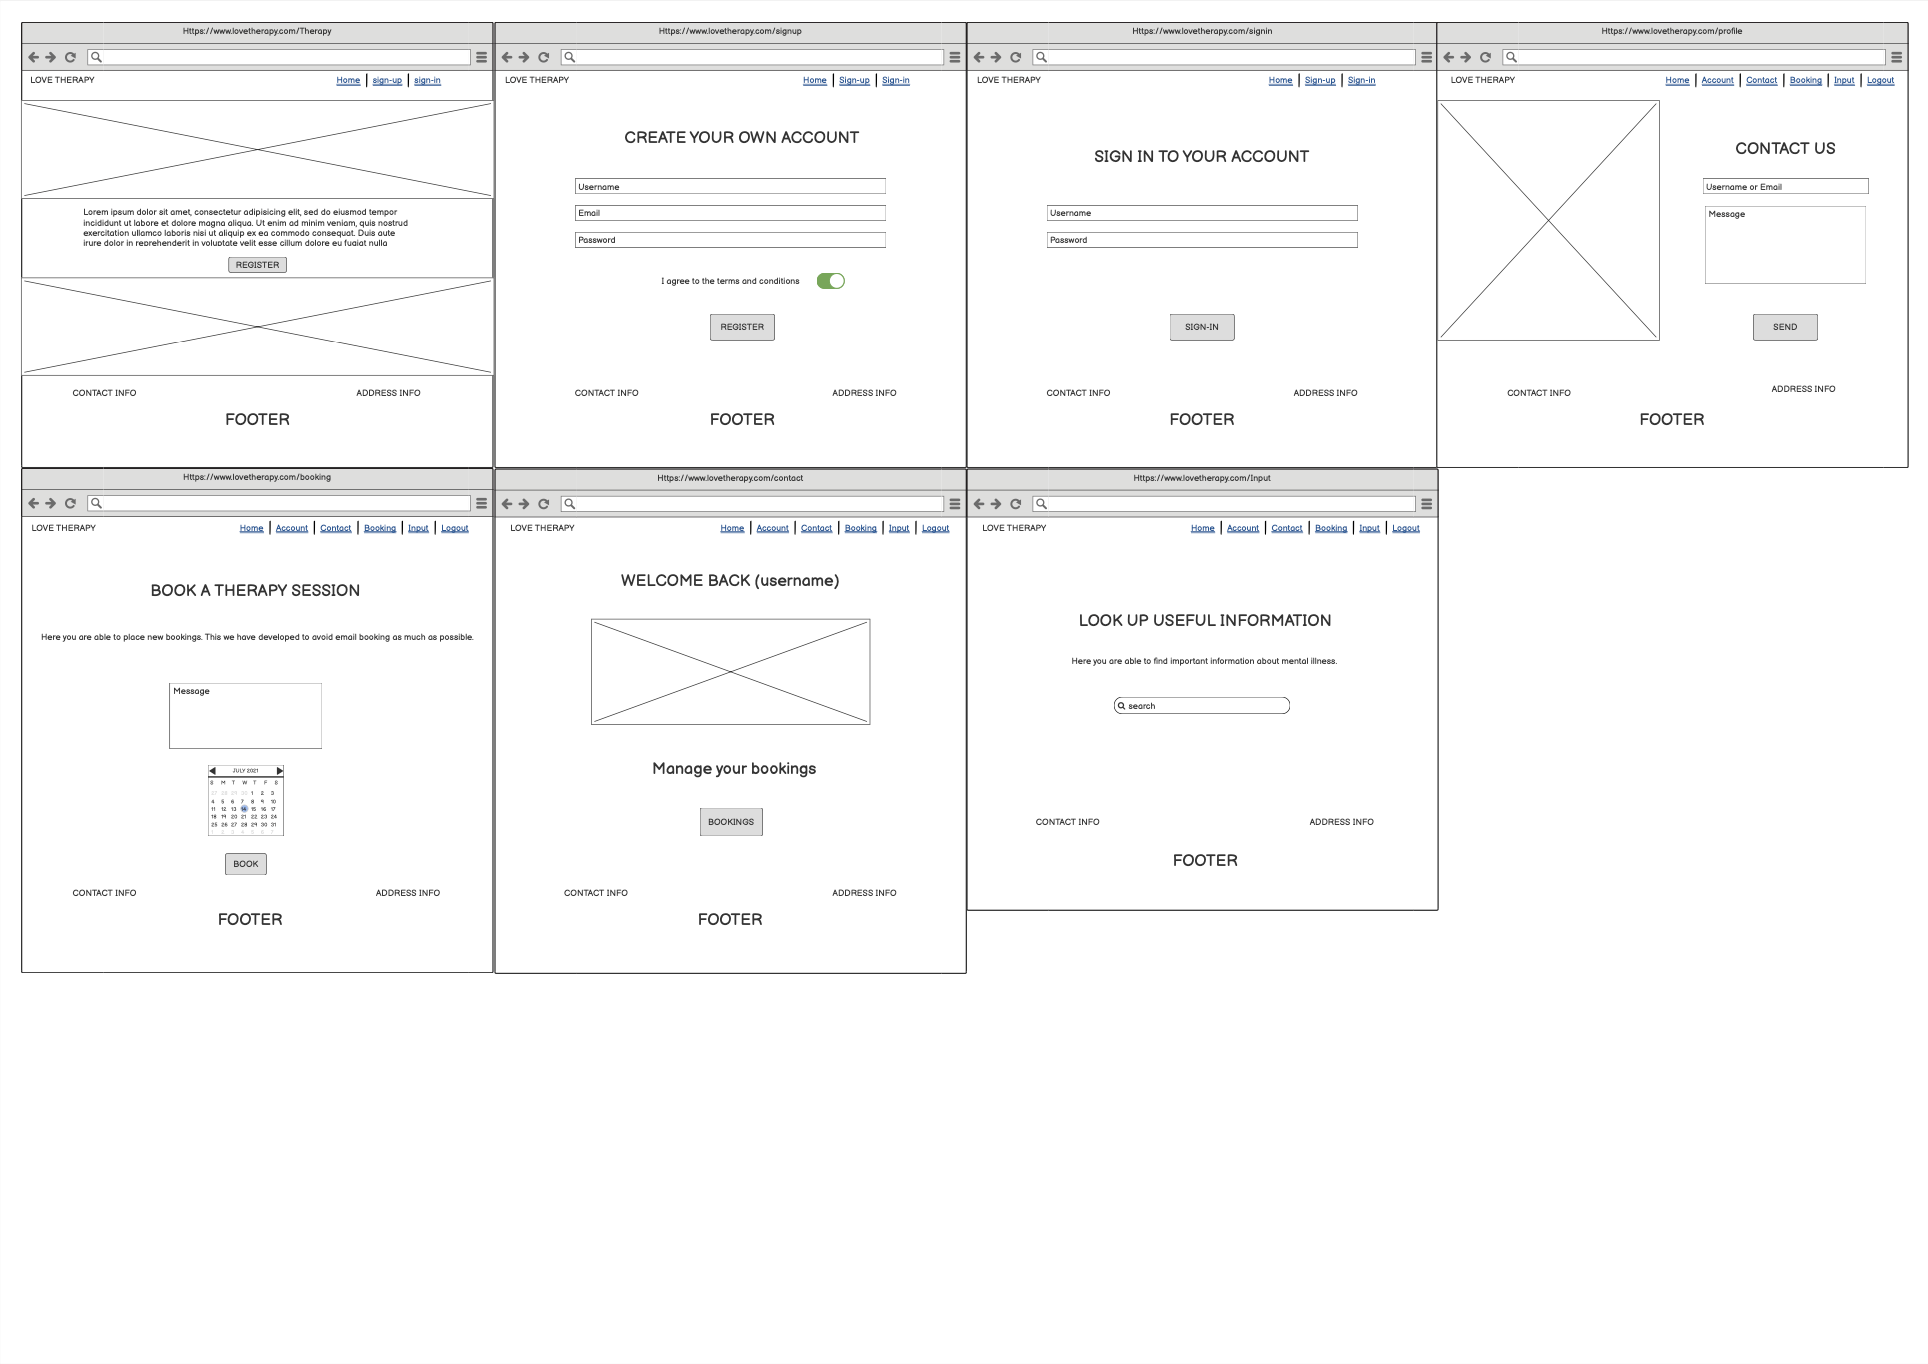 Https://www.lovetherapy.com/Therapy
LOVE THERAPY
Home | sign-up | sign-in
Lorem ipsum dolor sit amet, consectetur adipisicing elit, sed do eiusmod tempor
incididunt ut labore et dolore magna aliqua. Ut enim ad minim veniam, quis nostrud
exercitation ullamco laboris nisi ut aliquip ex ea commodo consequat. Duis aute
irure dolor in reprehenderit in voluptate velit esse cillum dolore eu fugiat nulla
REGISTER
CONTACT INFO
ADDRESS INFO
FOOTER
Https://www.lovetherapy.com/signup
LOVE THERAPY
Home | Sign-up | Sign-in
CREATE YOUR OWN ACCOUNT
Username
Email
Password
I agree to the terms and conditions
REGISTER
CONTACT INFO
ADDRESS INFO
FOOTER
Https://www.lovetherapy.com/signin
LOVE THERAPY
Home | Sign-up | Sign-in
SIGN IN TO YOUR ACCOUNT
Username
Password
SIGN-IN
CONTACT INFO
ADDRESS INFO
FOOTER
Https://www.lovetherapy.com/profile
LOVE THERAPY
Home | Account | Contact | Booking | Input | Logout
CONTACT US
Username or Email
Message
SEND
CONTACT INFO
ADDRESS INFO
FOOTER
Https://www.lovetherapy.com/booking
LOVE THERAPY
Home | Account | Contact | Booking | Input | Logout
BOOK A THERAPY SESSION
Here you are able to place new bookings. This we have developed to avoid email booking as much as possible.
Message
JULY 2021
S M T W T F S
27 28 29 30 1 2 3
4 5 6 7 8 9 10
11 12 13 14 15 16 17
18 19 20 21 22 23 24
25 26 27 28 29 30 31
1 2 3 4 5 6 7
BOOK
CONTACT INFO
ADDRESS INFO
FOOTER
Https://www.lovetherapy.com/contact
LOVE THERAPY
Home | Account | Contact | Booking | Input | Logout
WELCOME BACK (username)
Manage your bookings
BOOKINGS
CONTACT INFO
ADDRESS INFO
FOOTER
Https://www.lovetherapy.com/Input
LOVE THERAPY
Home | Account | Contact | Booking | Input | Logout
LOOK UP USEFUL INFORMATION
Here you are able to find important information about mental illness.
search
CONTACT INFO
ADDRESS INFO
FOOTER